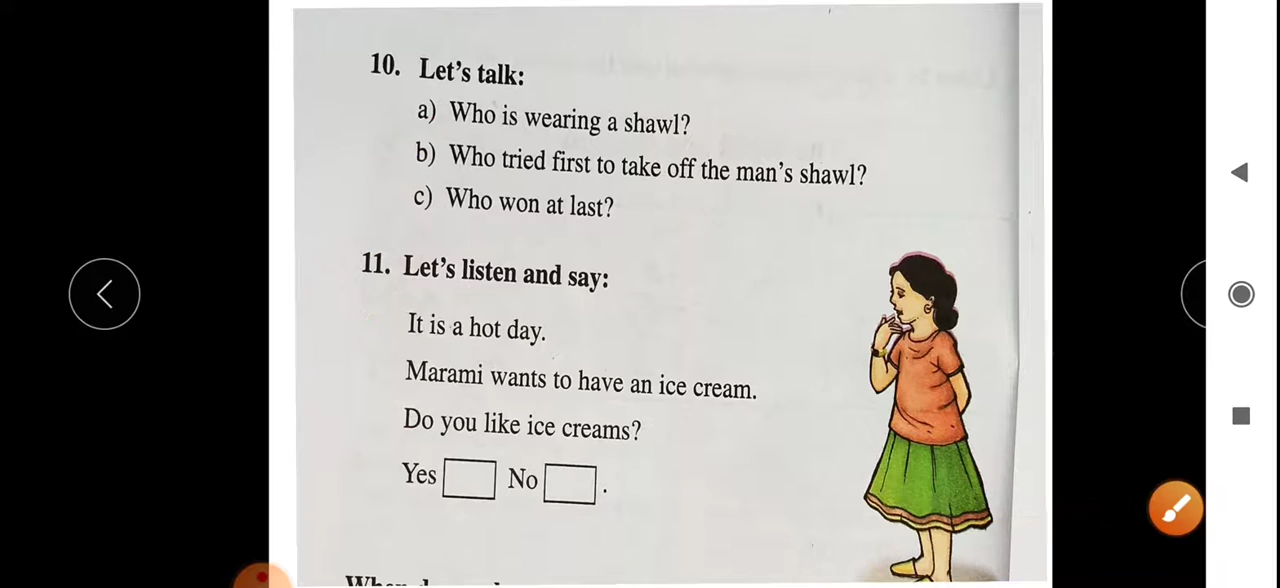 10. Let's talk:
a) Who is wearing a shawl?
b) Who tried first to take off the man's shawl?
c) Who won at last?
11. Let's listen and say:
It is a hot day.
Marami wants to have an ice cream.
Do you like ice creams?
Yes No .